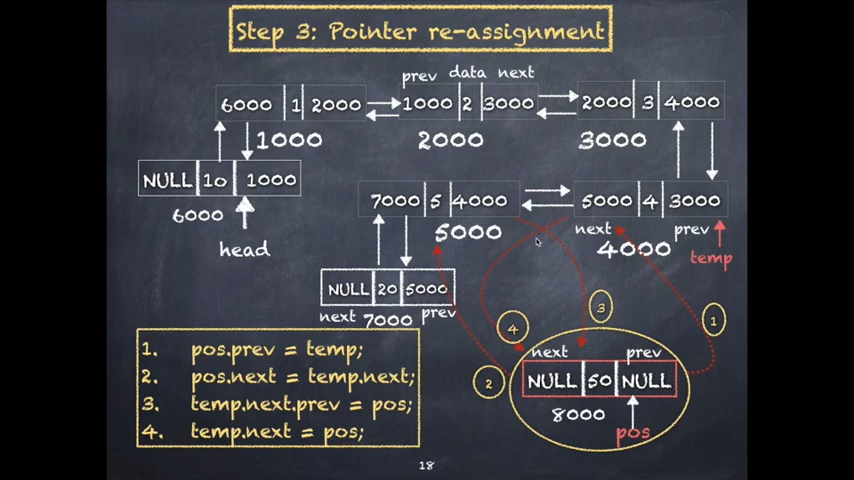 Step 3: Pointer re-assignment
prev data next
6000 1 2000
1000 2 3000
2000 3 4000
1000
2000
3000
NULL 10 1000
6000
head
7000 5 4000
5000 4 3000
5000
next
prev
4000
temp
NULL 20 5000
next 7000 prev
1. pos.prev = temp;
2. pos.next = temp.next;
3. temp.next.prev = pos;
4. temp.next = pos;
3
1
4
2
next prev
NULL 50 NULL
8000
pos
18